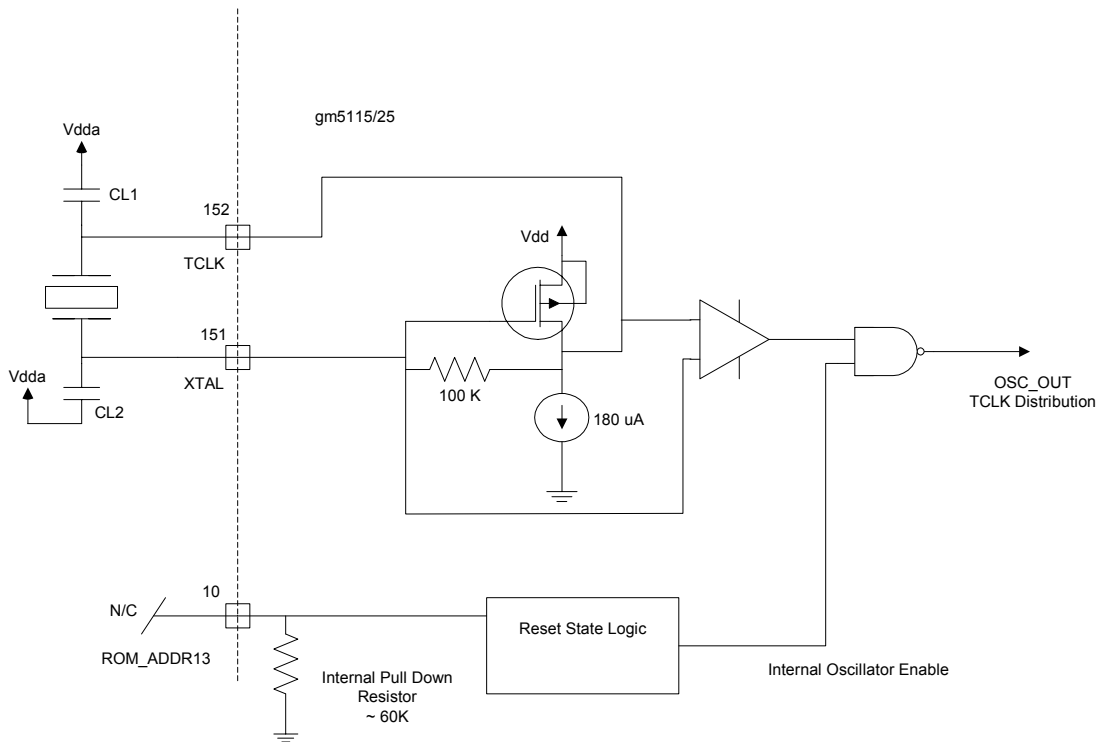 gm5115/25
Vdda
CL1
152
TCLK
Vdd
151
XTAL
Vdda
CL2
100 K
180 uA
OSC_OUT
TCLK Distribution
10
N/C
ROM_ADDR13
Reset State Logic
Internal Pull Down
Resistor
~ 60K
Internal Oscillator Enable